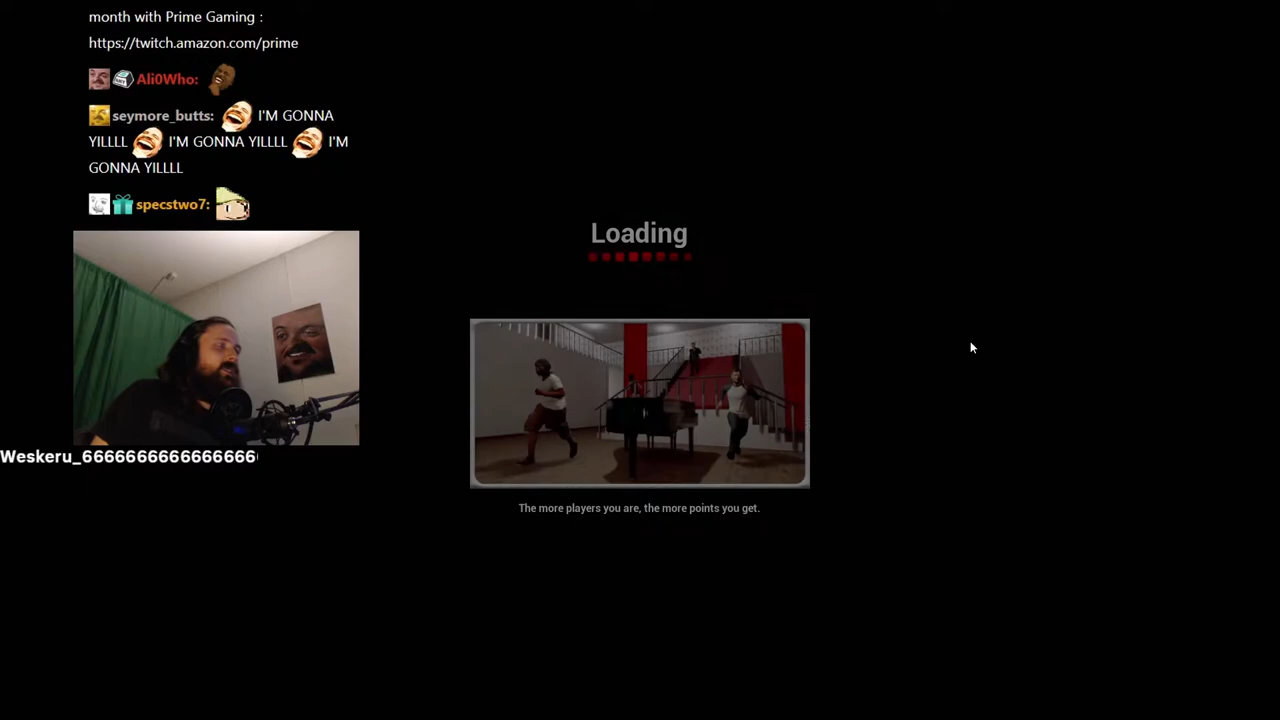 month with Prime Gaming :
https://twitch.amazon.com/prime
Ali0Who:
seymore_butts: I'M GONNA
YILLLL I'M GONNA YILLLL I'M
GONNA YILLLL
specstwo7:
Loading
Weskeru_6666666666666666
The more players you are, the more points you get.